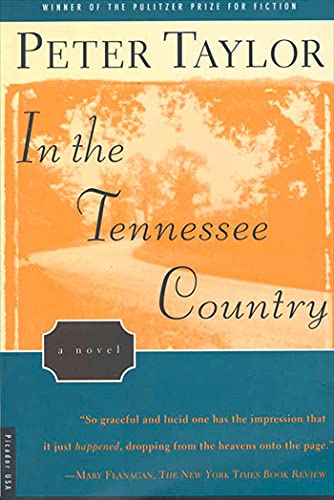 WINNER OF THE PULITZER PRIZE FOR FICTION
PETER TAYLOR
In the
Tennessee
Country
a novel
"So graceful and lucid one has the impression that
it just happened, dropping from the heavens onto the page."
—MARY FLANAGAN, THE NEW YORK TIMES BOOK REVIEW
Picador USA